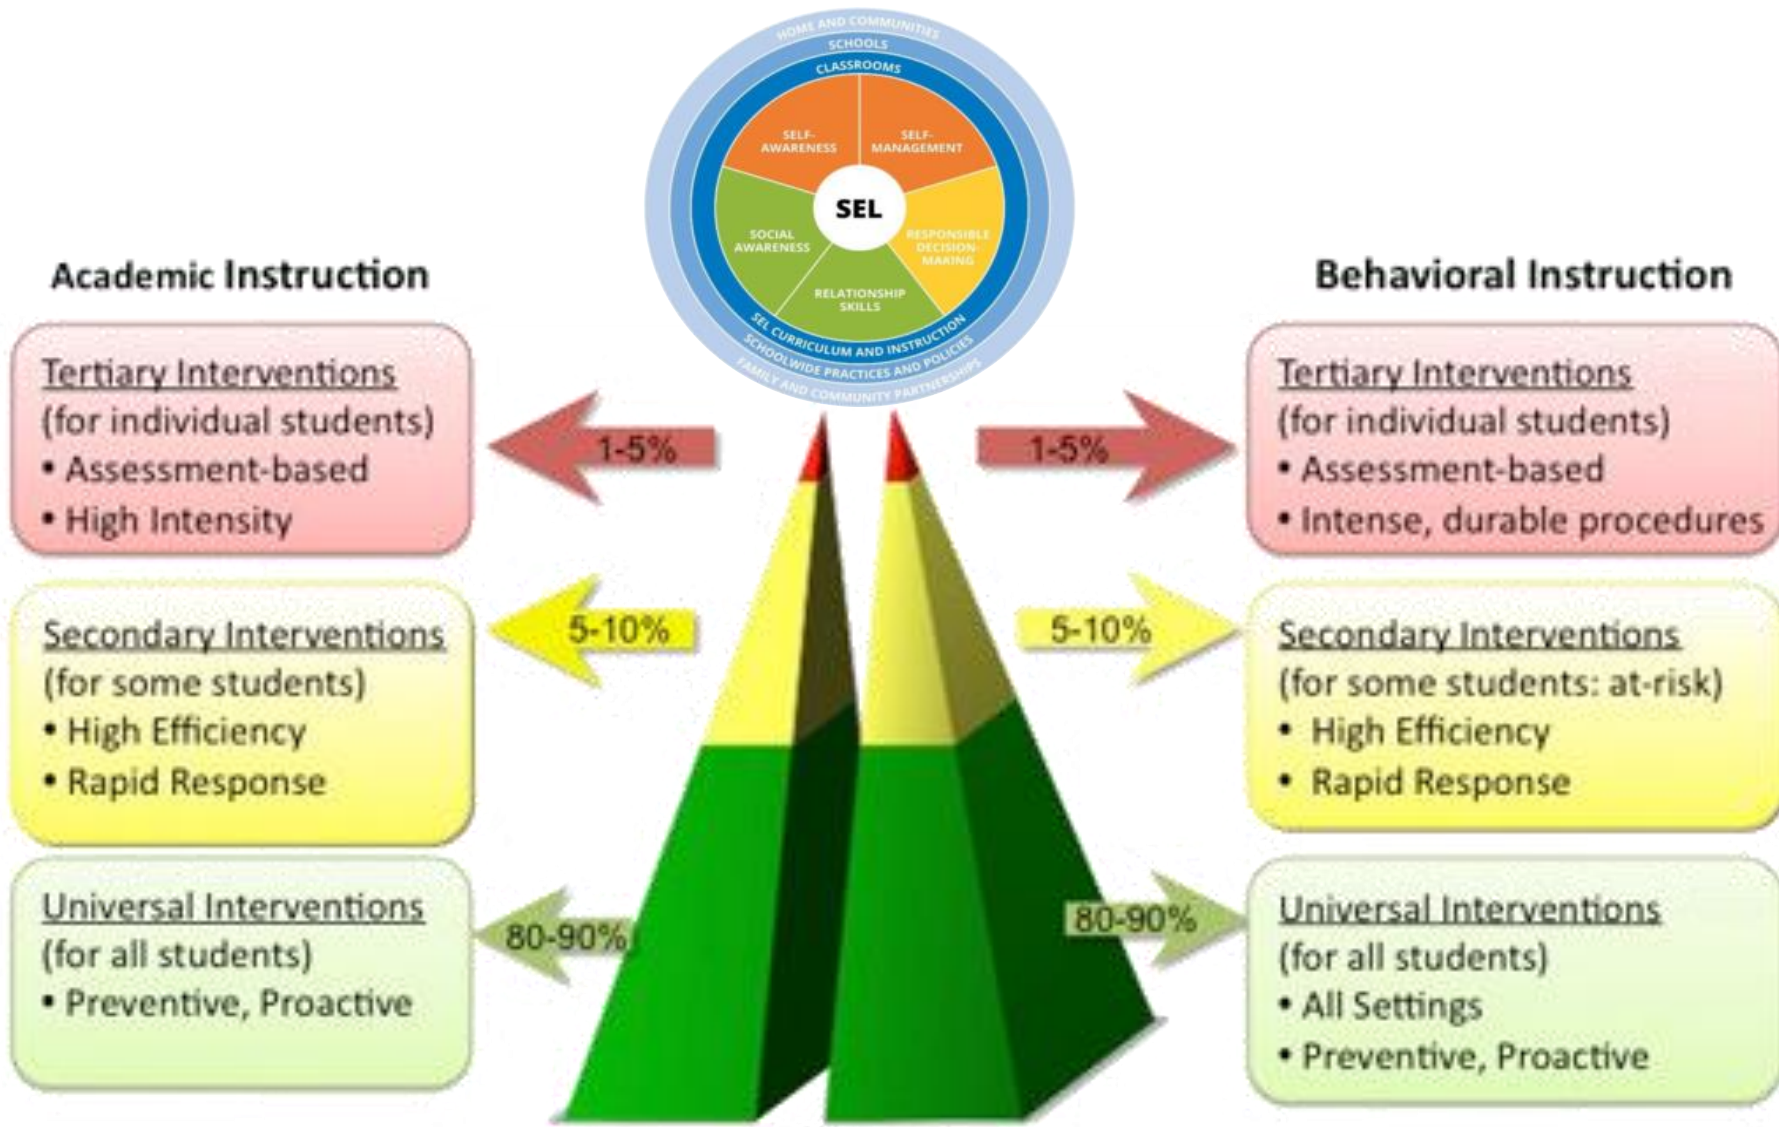 HOME AND COMMUNITIES
SCHOOLS
CLASSROOMS
SELF-
AWARENESS
SELF-
MANAGEMENT
SEL
SOCIAL
AWARENESS
RESPONSIBLE
DECISION-
MAKING
RELATIONSHIP
SKILLS
SEL CURRICULUM AND INSTRUCTION
SCHOOLWIDE PRACTICES AND POLICIES
FAMILY AND COMMUNITY PARTNERSHIPS
Academic Instruction
Tertiary Interventions
(for individual students)
• Assessment-based
• High Intensity
1-5%
Secondary Interventions
(for some students)
• High Efficiency
• Rapid Response
5-10%
Universal Interventions
(for all students)
• Preventive, Proactive
80-90%
Behavioral Instruction
1-5%
Tertiary Interventions
(for individual students)
• Assessment-based
• Intense, durable procedures
5-10%
Secondary Interventions
(for some students: at-risk)
• High Efficiency
• Rapid Response
80-90%
Universal Interventions
(for all students)
• All Settings
• Preventive, Proactive